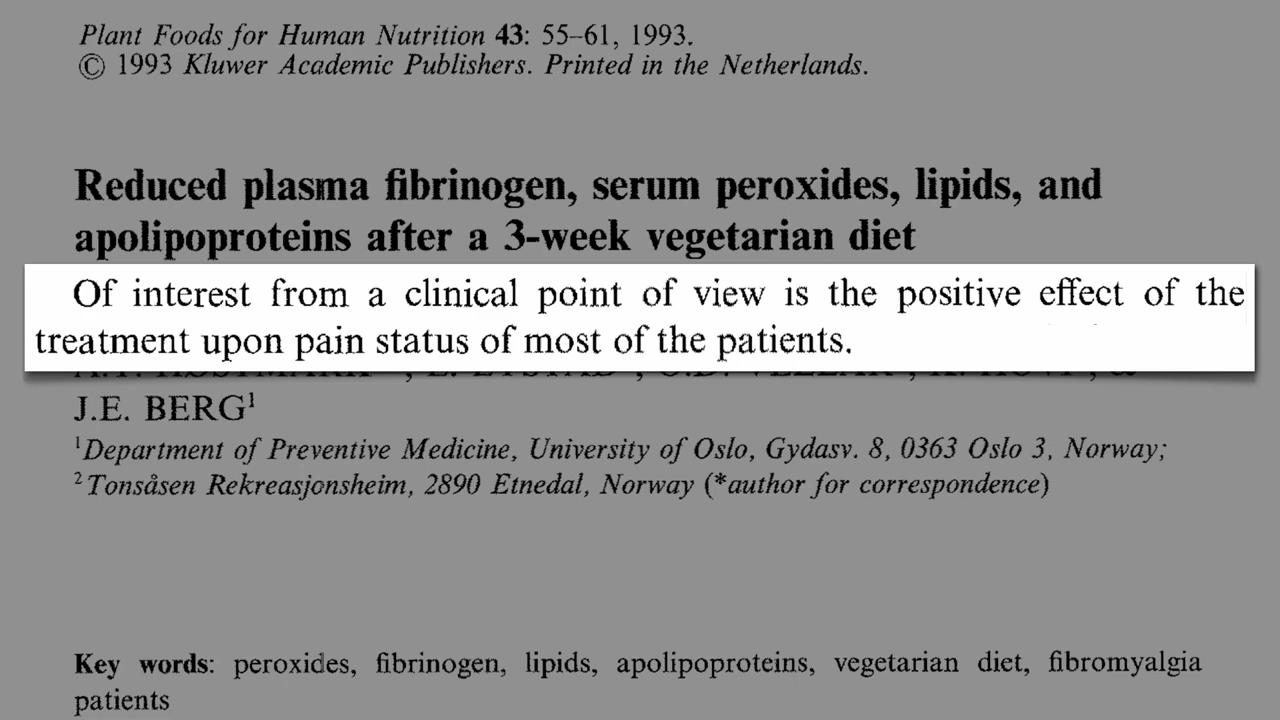 Plant Foods for Human Nutrition 43: 55–61, 1993.
© 1993 Kluwer Academic Publishers. Printed in the Netherlands.
Reduced plasma fibrinogen, serum peroxides, lipids, and
apolipoproteins after a 3-week vegetarian diet
Of interest from a clinical point of view is the positive effect of the
treatment upon pain status of most of the patients.
J.E. BERG¹
¹Department of Preventive Medicine, University of Oslo, Gydasv. 8, 0363 Oslo 3, Norway;
²Tonsåsen Rekreasjonsheim, 2890 Etnedal, Norway (*author for correspondence)
Key words: peroxides, fibrinogen, lipids, apolipoproteins, vegetarian diet, fibromyalgia
patients